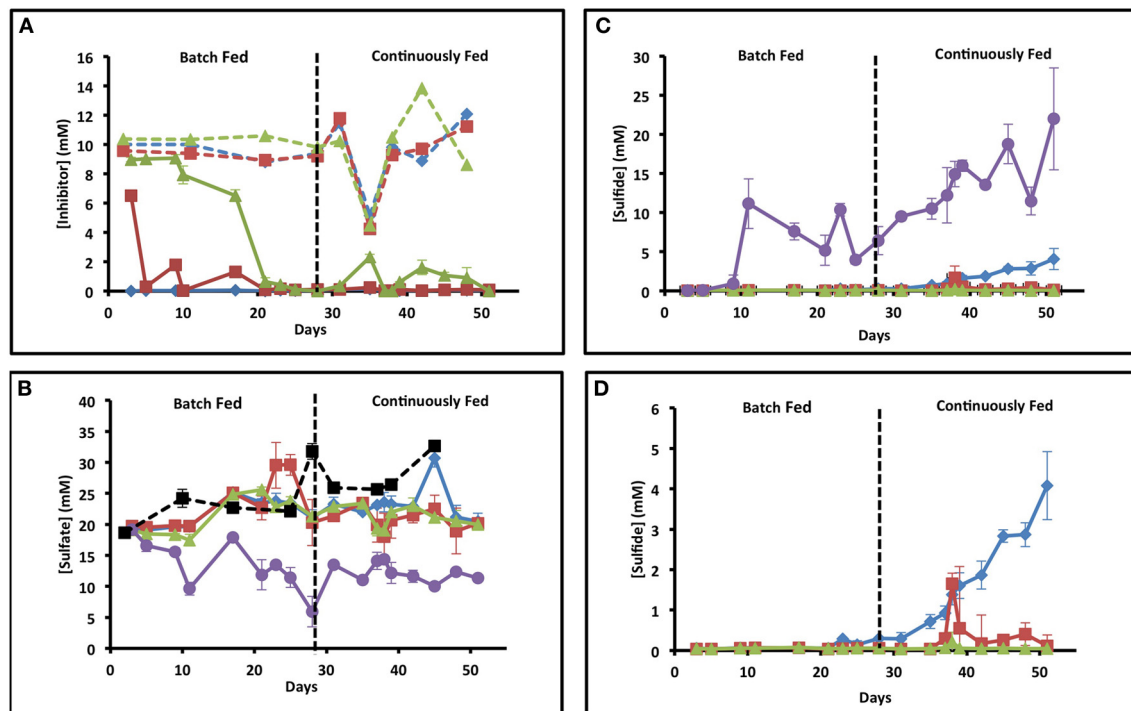 A
Batch Fed
Continuously Fed
[Inhibitor] (mM)
16
14
12
10
8
6
4
2
0
0 10 20 30 40 50
Days
C
Batch Fed
Continuously Fed
[Sulfide] (mM)
30
25
20
15
10
5
0
0 10 20 30 40 50
Days
B
Batch Fed
Continuously Fed
[Sulfate] (mM)
40
35
30
25
20
15
10
5
0
0 10 20 30 40 50
Days
D
Batch Fed
Continuously Fed
[Sulfide] (mM)
6
5
4
3
2
1
0
0 10 20 30 40 50
Days